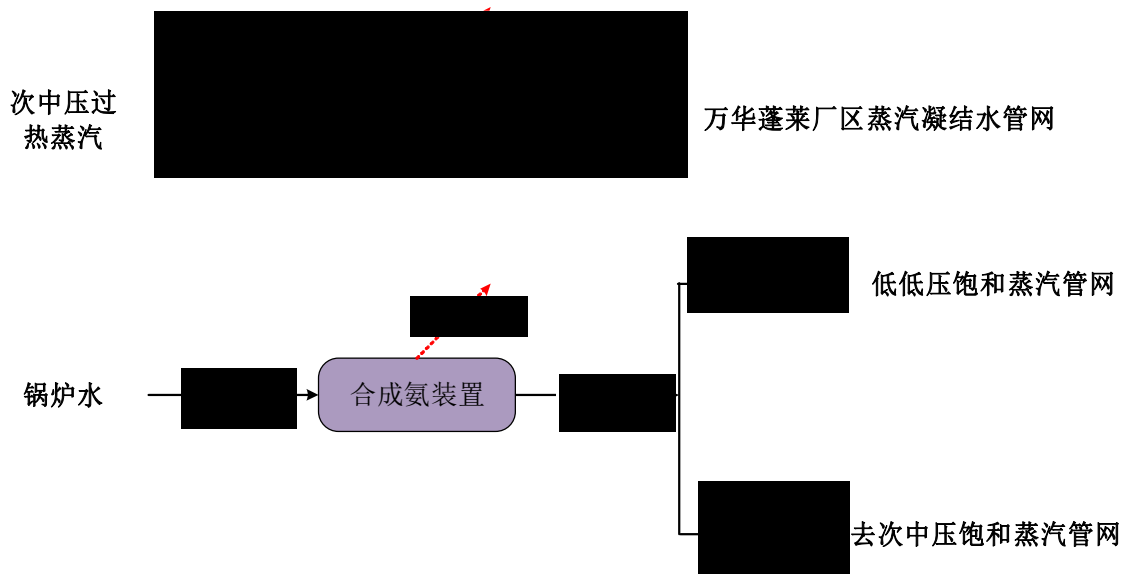 次中压过
热蒸汽
万华蓬莱厂区蒸汽凝结水管网
低低压饱和蒸汽管网
锅炉水
合成氨装置
去次中压饱和蒸汽管网